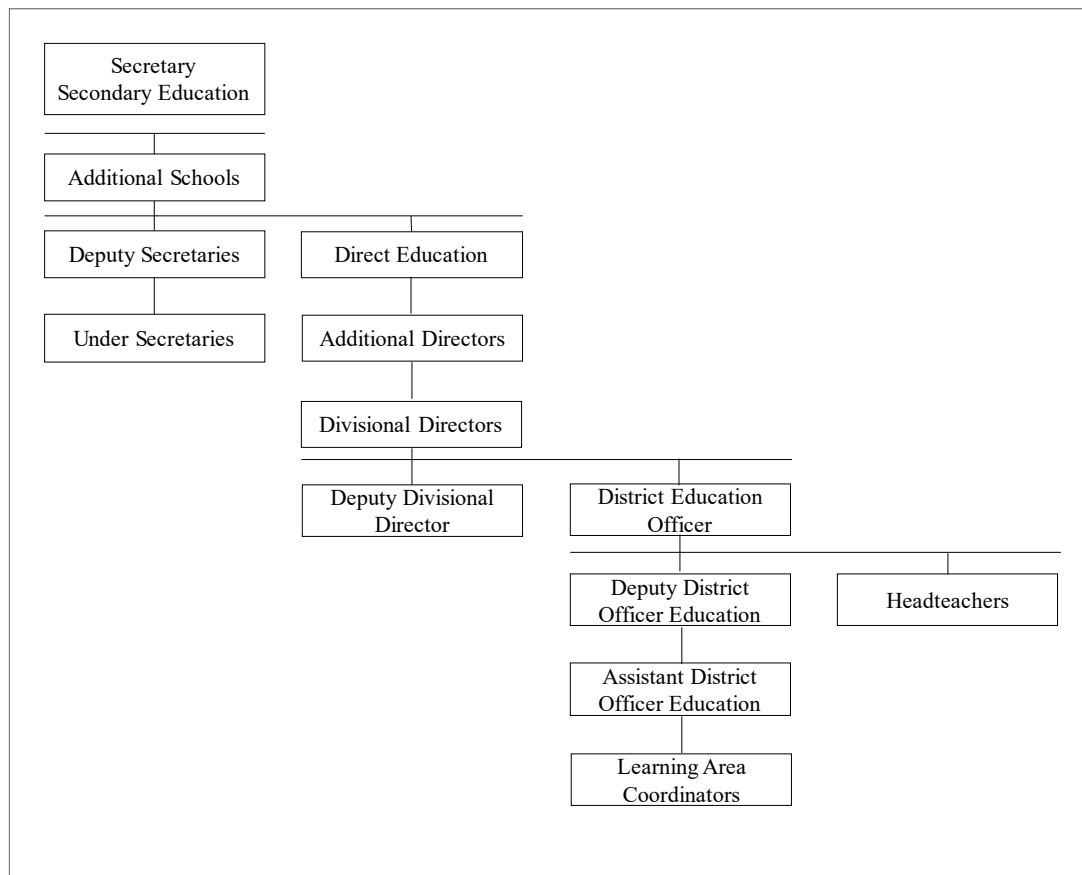 Secretary
Secondary Education
Additional Schools
Deputy Secretaries
Direct Education
Under Secretaries
Additional Directors
Divisional Directors
Deputy Divisional
Director
District Education
Officer
Deputy District
Officer Education
Headteachers
Assistant District
Officer Education
Learning Area
Coordinators